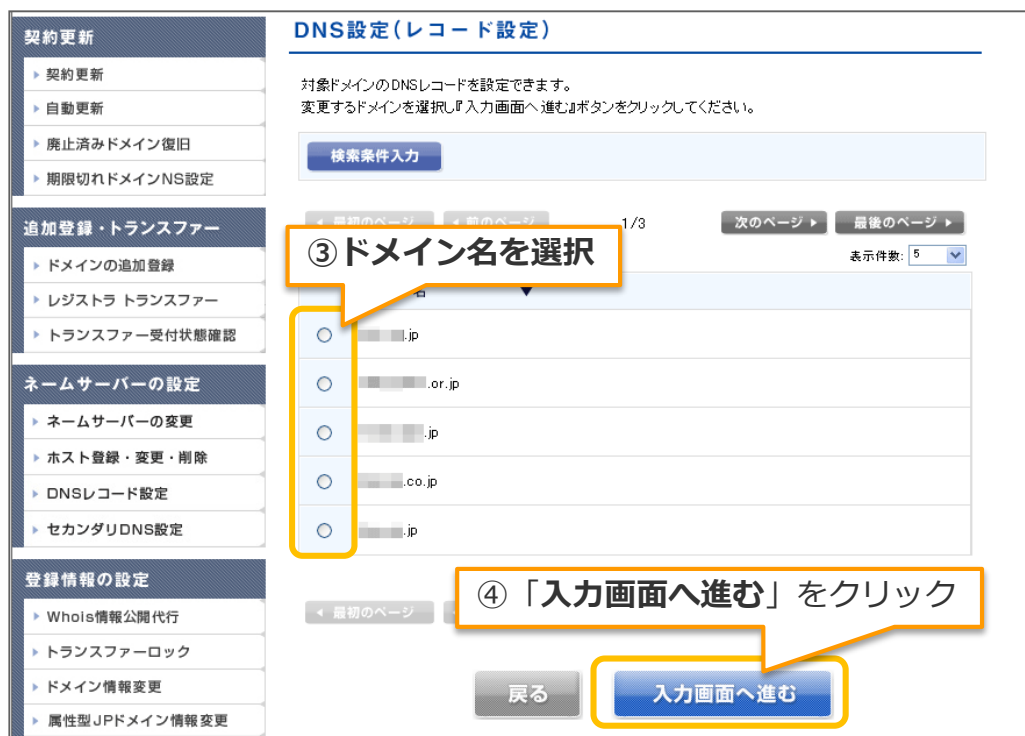 契約更新
契約更新
自動更新
廃止済みドメイン復旧
期限切れドメインNS設定
追加登録・トランスファー
ドメインの追加登録
レジストラ トランスファー
トランスファー受付状態確認
ネームサーバーの設定
ネームサーバーの変更
ホスト登録・変更・削除
DNSレコード設定
セカンダリDNS設定
登録情報の設定
Whois情報公開代行
トランスファーロック
ドメイン情報変更
属性型JPドメイン情報変更
DNS設定(レコード設定)
対象ドメインのDNSレコードを設定できます。
変更するドメインを選択し『入力画面へ進む』ボタンをクリックしてください。
検索条件入力
最初のページ 前のページ 1/3 次のページ 最後のページ
表示件数: 5
③ドメイン名を選択
名 ▼
.jp
.or.jp
.jp
.co.jp
.jp
④「入力画面へ進む」をクリック
最初のページ
戻る 入力画面へ進む